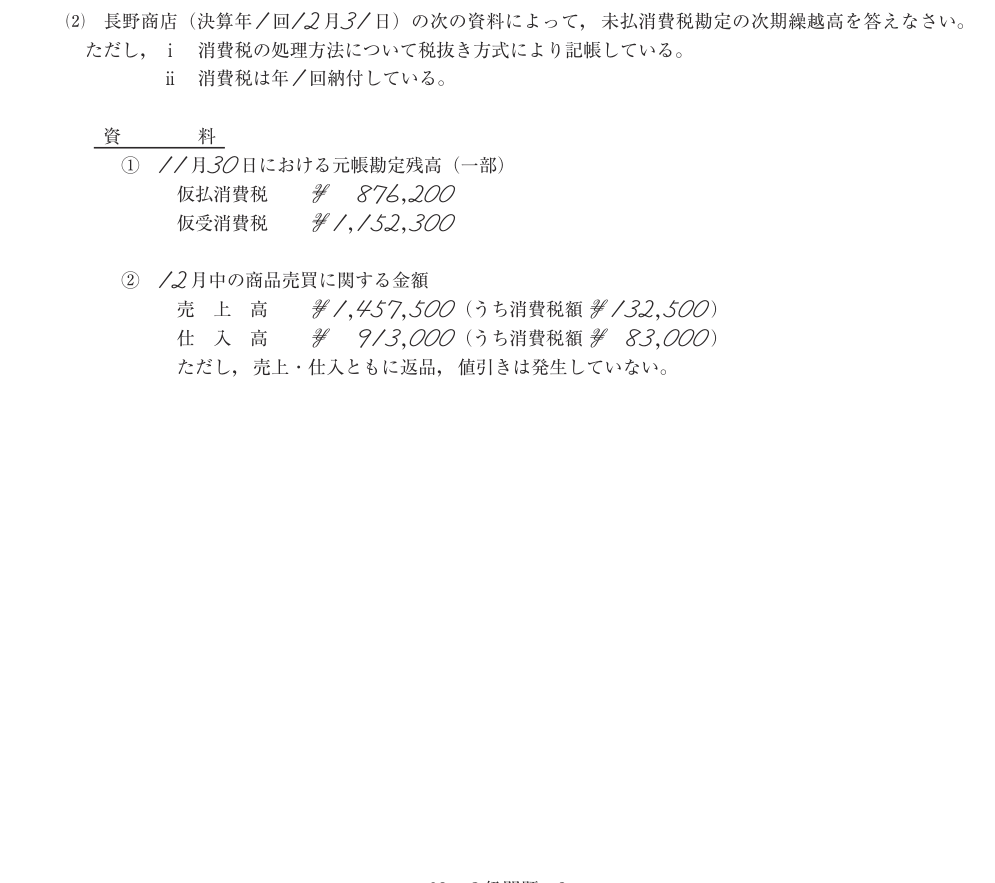 ⑵　長野商店（決算年1回12月31日）の次の資料によって，未払消費税勘定の次期繰越高を答えなさい。
ただし，ⅰ　消費税の処理方法について税抜き方式により記帳している。
ⅱ　消費税は年1回納付している。
資　　　　料
①　11月30日における元帳勘定残高（一部）
仮払消費税　　¥　876,200
仮受消費税　　¥1,152,300
②　12月中の商品売買に関する金額
売　上　高　　¥1,457,500（うち消費税額¥132,500）
仕　入　高　　¥　913,000（うち消費税額¥　83,000）
ただし，売上・仕入ともに返品，値引きは発生していない。